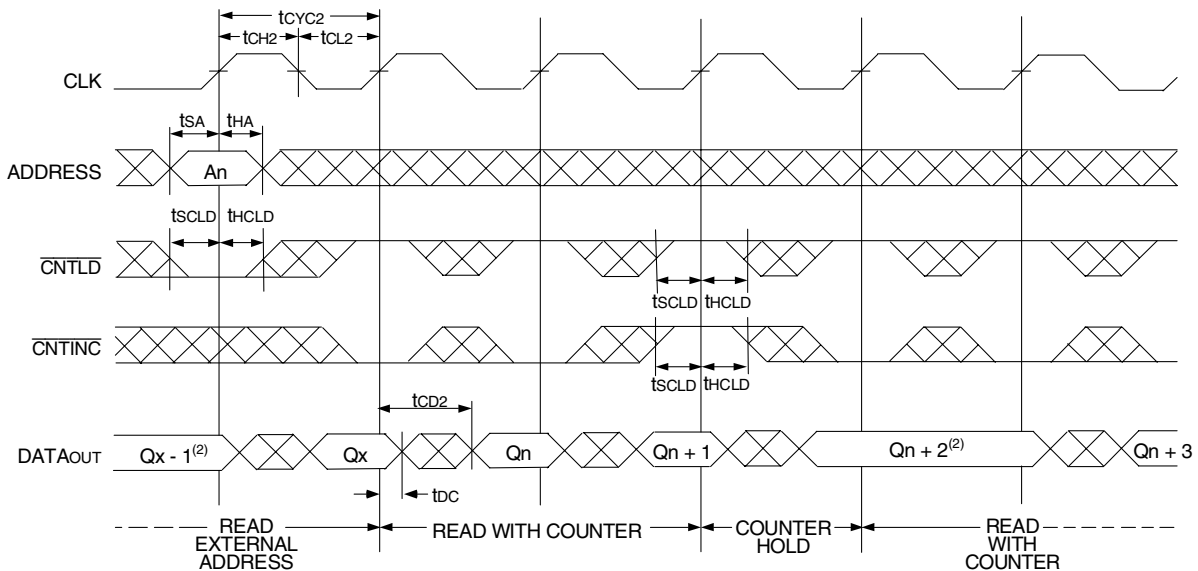 tCYC2
tCH2 tCL2
CLK
tSA tHA
ADDRESS An
tSCLD tHCLD
CNTLD
tSCLD tHCLD
CNTINC
tSCLD tHCLD
tCD2
DATAOUT Qx - 1(2) Qx Qn Qn + 1 Qn + 2(2) Qn + 3
tDC
READ EXTERNAL ADDRESS
READ WITH COUNTER
COUNTER HOLD
READ WITH COUNTER